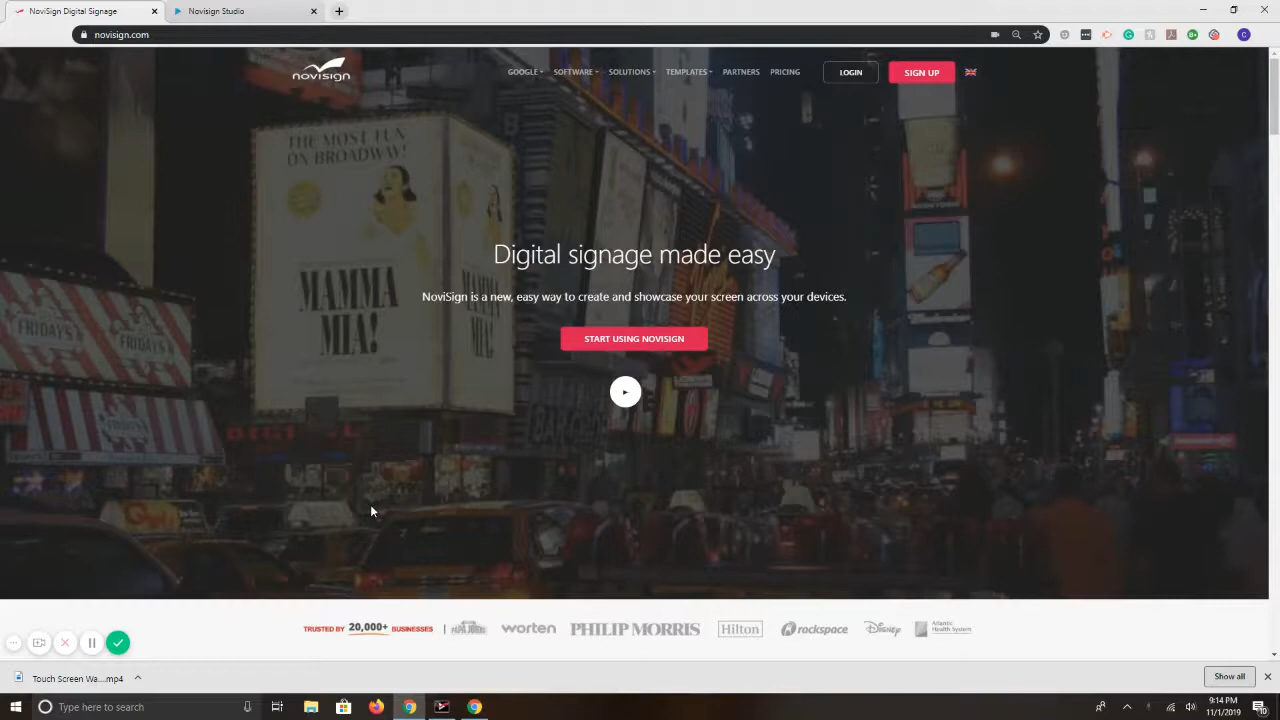 NoviSign Digital Signage
NoviSign Studio
novisign.com
novisign
GOOGLE SOFTWARE SOLUTIONS TEMPLATES PARTNERS PRICING LOGIN SIGN UP
THE MOST FUN
ON BROADWAY!
MAMMA
MIA!
FRIDAYS
FRIDAYS
Digital signage made easy
NoviSign is a new, easy way to create and showcase your screen across your devices.
START USING NOVISIGN
TRUSTED BY 20,000+ BUSINESSES
PAPA JOHNS worten PHILIP MORRIS Hilton rackspace Disney Atlantic Health System
Touch Screen Wa....mp4
Show all
Type here to search
9:14 PM
11/1/2019